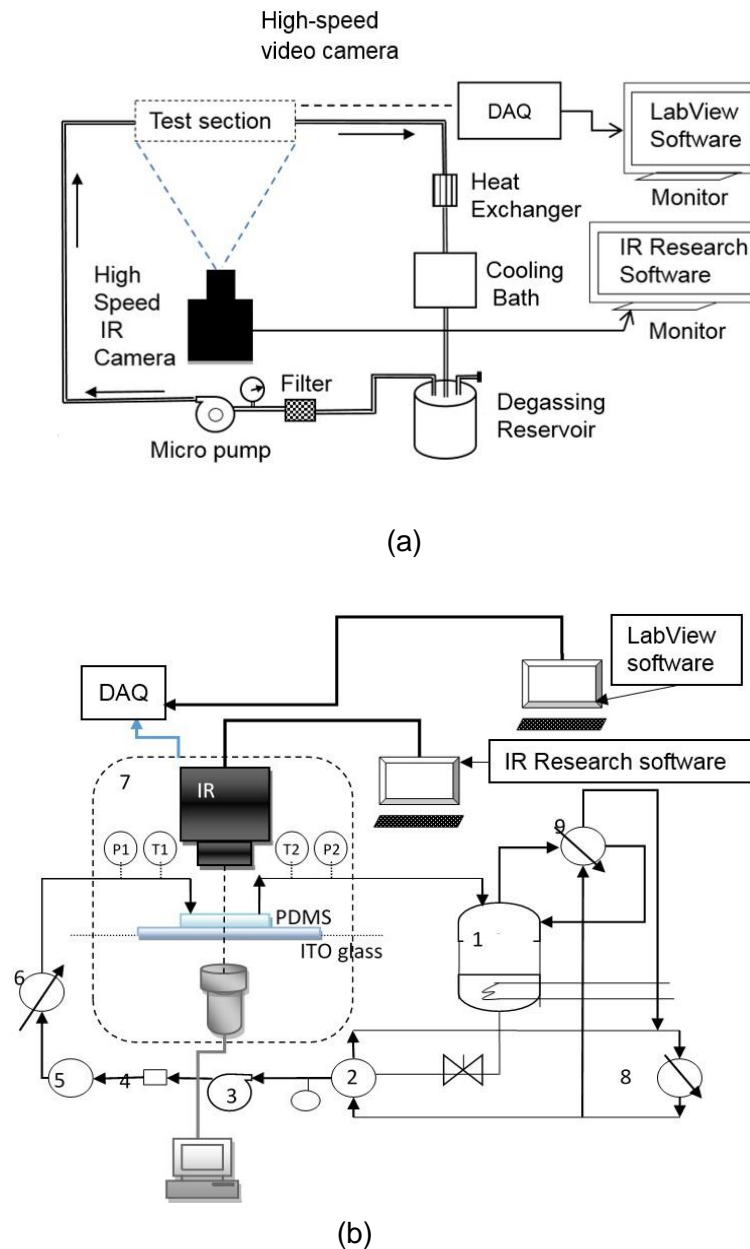 High-speed
video camera
Test section
DAQ
LabView
Software
Monitor
Heat
Exchanger
IR Research
Software
Monitor
High
Speed
IR
Camera
Cooling
Bath
Filter
Micro pump
Degassing
Reservoir
(a)
LabView
software
DAQ
IR Research software
7
IR
P1
T1
T2
P2
9
PDMS
ITO glass
1
6
5
4
3
2
8
(b)